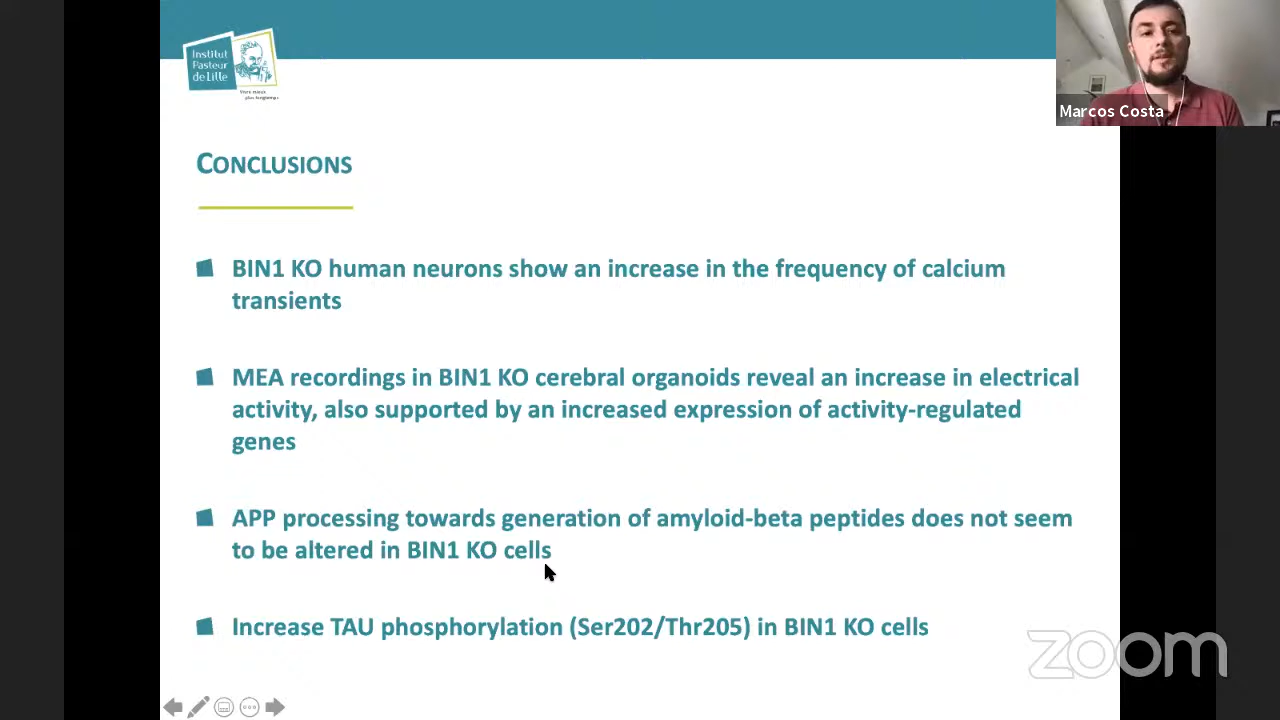 Institut
Pasteur
de Lille
Marcos Costa
CONCLUSIONS
BIN1 KO human neurons show an increase in the frequency of calcium
transients
MEA recordings in BIN1 KO cerebral organoids reveal an increase in electrical
activity, also supported by an increased expression of activity-regulated
genes
APP processing towards generation of amyloid-beta peptides does not seem
to be altered in BIN1 KO cells
Increase TAU phosphorylation (Ser202/Thr205) in BIN1 KO cells
zoom